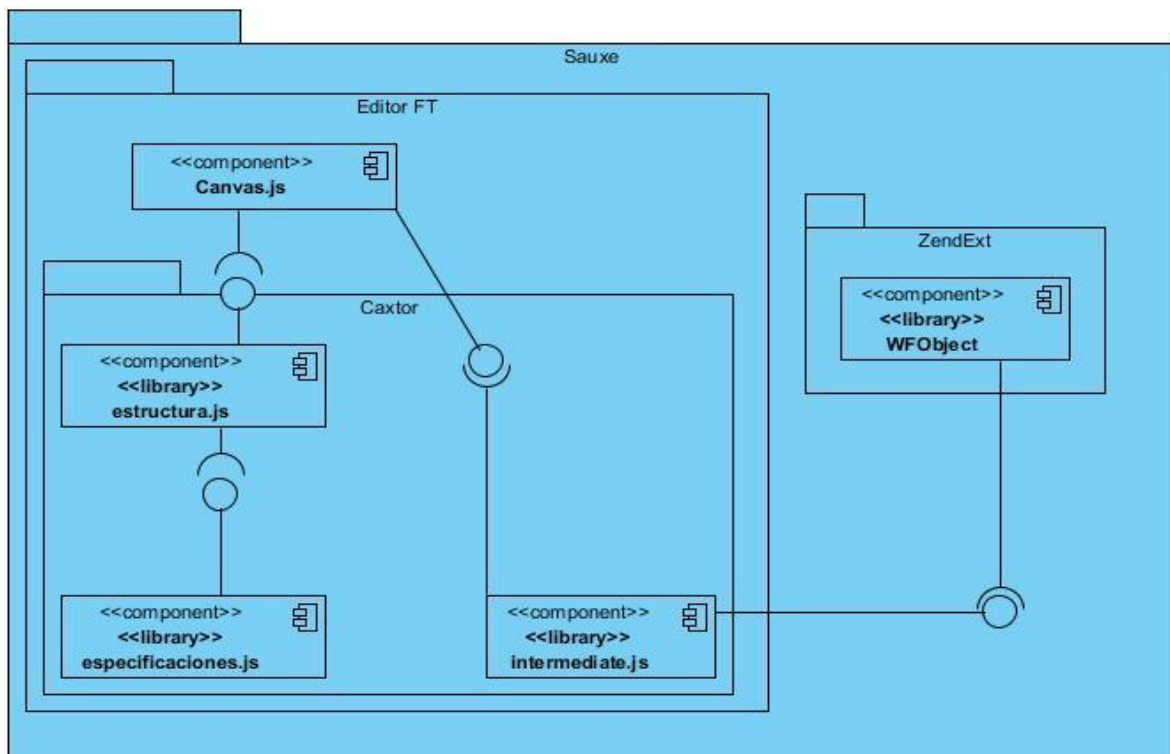 Sauxe
Editor FT
<<component>>
Canvas.js
Caxtor
<<component>>
<<library>>
estructura.js
<<component>>
<<library>>
especificaciones.js
<<component>>
<<library>>
intermediate.js
ZendExt
<<component>>
<<library>>
WFObject